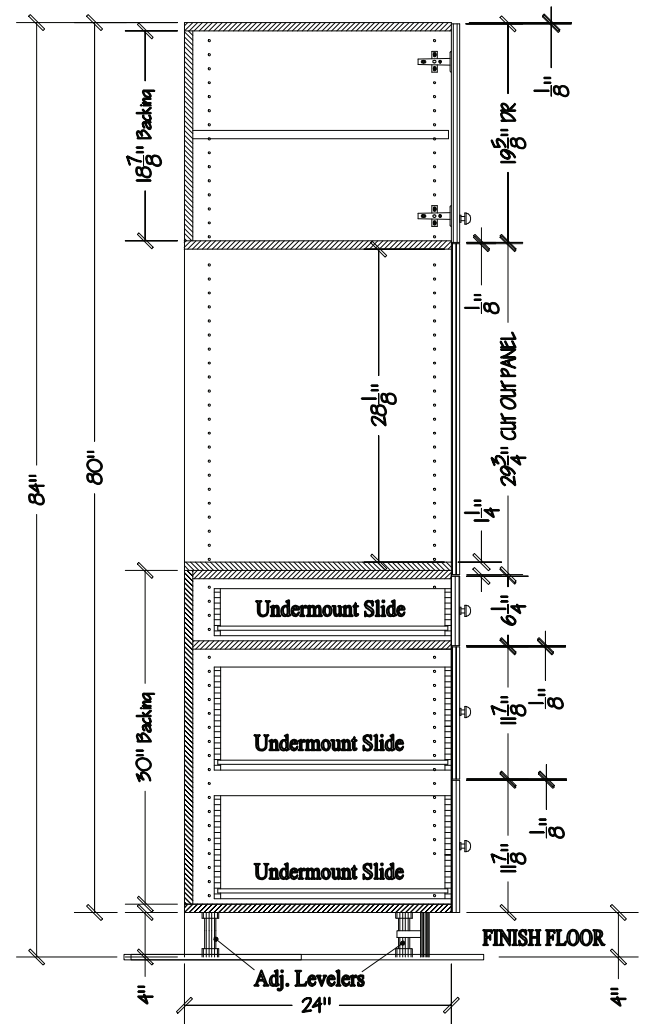 1/8"
18 7/8" Backing
19 5/8" DR
1/8"
28 1/8"
29 3/4" CUT OUT PANEL
84"
80"
1/4"
Undermount Slide
6 1/4"
30" Backing
Undermount Slide
11 7/8"
1/8"
Undermount Slide
11 7/8"
1/8"
FINISH FLOOR
Adj. Levelers
4"
24"
4"